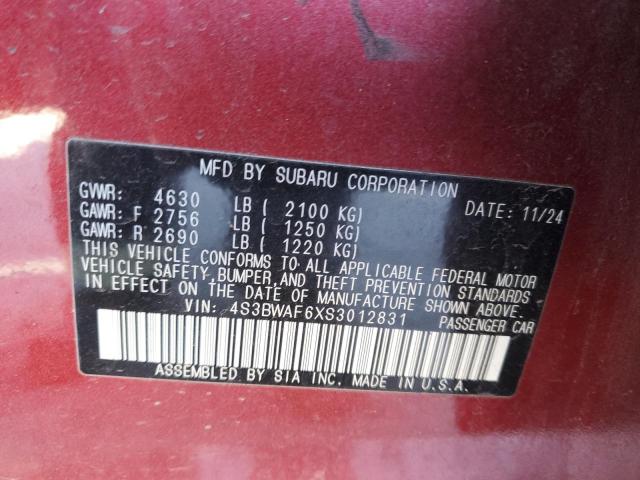 MFD BY SUBARU CORPORATION
GVWR: 4630 LB ( 2100 KG) DATE: 11/24
GAWR: F 2756 LB ( 1250 KG)
GAWR: R 2690 LB ( 1220 KG)
THIS VEHICLE CONFORMS TO ALL APPLICABLE FEDERAL MOTOR
VEHICLE SAFETY, BUMPER, AND THEFT PREVENTION STANDARDS
IN EFFECT ON THE DATE OF MANUFACTURE SHOWN ABOVE.
VIN: 4S3BWAF6XS3012831 PASSENGER CAR
ASSEMBLED BY SIA INC. MADE IN U.S.A.